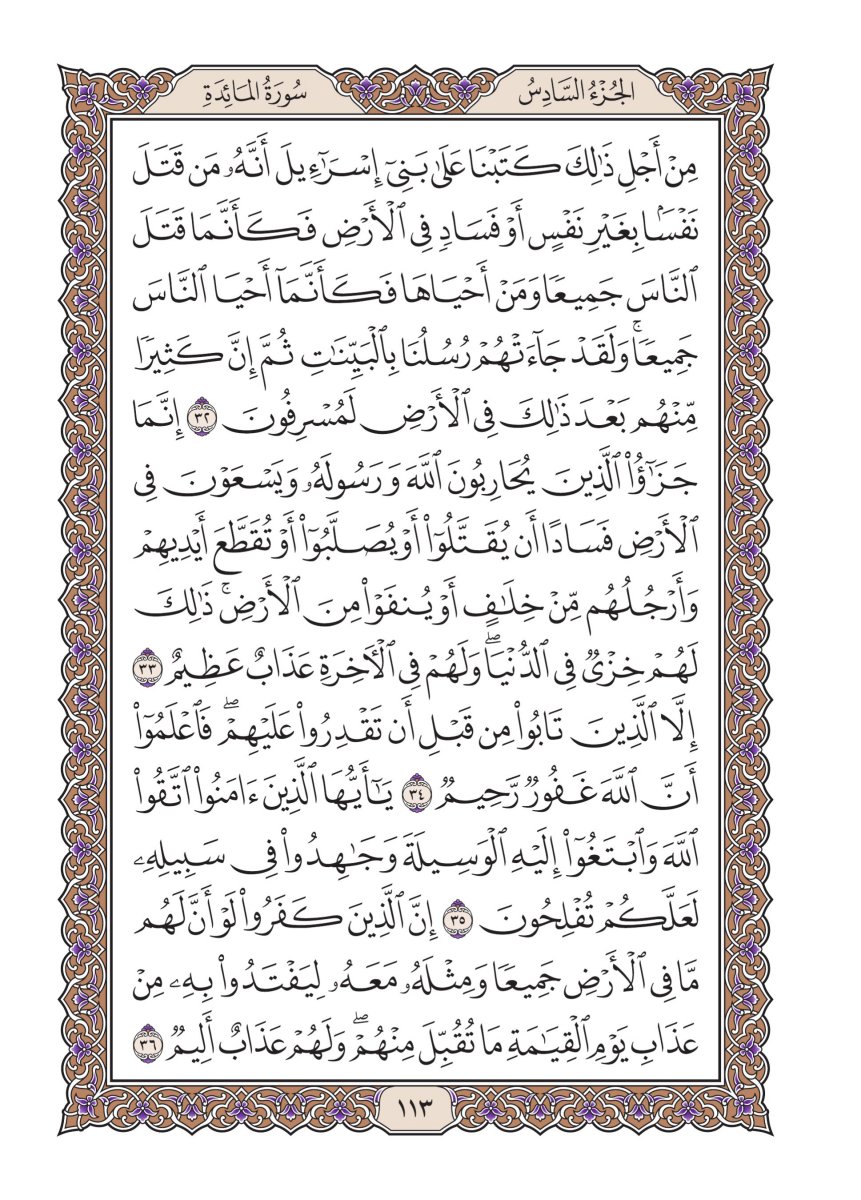 الجُزْءُ السَّادِسُ
سُورَةُ المَائِدَةِ
مِنْ أَجْلِ ذَٰلِكَ كَتَبْنَا عَلَىٰ بَنِىٓ إِسْرَٰٓءِيلَ أَنَّهُۥ مَن قَتَلَ
نَفْسًۢا بِغَيْرِ نَفْسٍ أَوْ فَسَادٍ فِى ٱلْأَرْضِ فَكَأَنَّمَا قَتَلَ
ٱلنَّاسَ جَمِيعًا وَمَنْ أَحْيَاهَا فَكَأَنَّمَآ أَحْيَا ٱلنَّاسَ
جَمِيعًا ۚ وَلَقَدْ جَآءَتْهُمْ رُسُلُنَا بِٱلْبَيِّنَٰتِ ثُمَّ إِنَّ كَثِيرًا
مِّنْهُم بَعْدَ ذَٰلِكَ فِى ٱلْأَرْضِ لَمُسْرِفُونَ ٣٢ إِنَّمَا
جَزَٰٓؤُا۟ ٱلَّذِينَ يُحَارِبُونَ ٱللَّهَ وَرَسُولَهُۥ وَيَسْعَوْنَ فِى
ٱلْأَرْضِ فَسَادًا أَن يُقَتَّلُوٓا۟ أَوْ يُصَلَّبُوٓا۟ أَوْ تُقَطَّعَ أَيْدِيهِمْ
وَأَرْجُلُهُم مِّنْ خِلَٰفٍ أَوْ يُنفَوْا۟ مِنَ ٱلْأَرْضِ ۚ ذَٰلِكَ
لَهُمْ خِزْىٌ فِى ٱلدُّنْيَا ۖ وَلَهُمْ فِى ٱلْءَاخِرَةِ عَذَابٌ عَظِيمٌ ٣٣
إِلَّا ٱلَّذِينَ تَابُوا۟ مِن قَبْلِ أَن تَقْدِرُوا۟ عَلَيْهِمْ ۖ فَٱعْلَمُوٓا۟
أَنَّ ٱللَّهَ غَفُورٌ رَّحِيمٌ ٣٤ يَٰٓأَيُّهَا ٱلَّذِينَ ءَامَنُوا۟ ٱتَّقُوا۟
ٱللَّهَ وَٱبْتَغُوٓا۟ إِلَيْهِ ٱلْوَسِيلَةَ وَجَٰهِدُوا۟ فِى سَبِيلِهِۦ
لَعَلَّكُمْ تُفْلِحُونَ ٣٥ إِنَّ ٱلَّذِينَ كَفَرُوا۟ لَوْ أَنَّ لَهُم
مَّا فِى ٱلْأَرْضِ جَمِيعًا وَمِثْلَهُۥ مَعَهُۥ لِيَفْتَدُوا۟ بِهِۦ مِنْ
عَذَابِ يَوْمِ ٱلْقِيَٰمَةِ مَا تُقُبِّلَ مِنْهُمْ ۖ وَلَهُمْ عَذَابٌ أَلِيمٌ ٣٦
١١٣